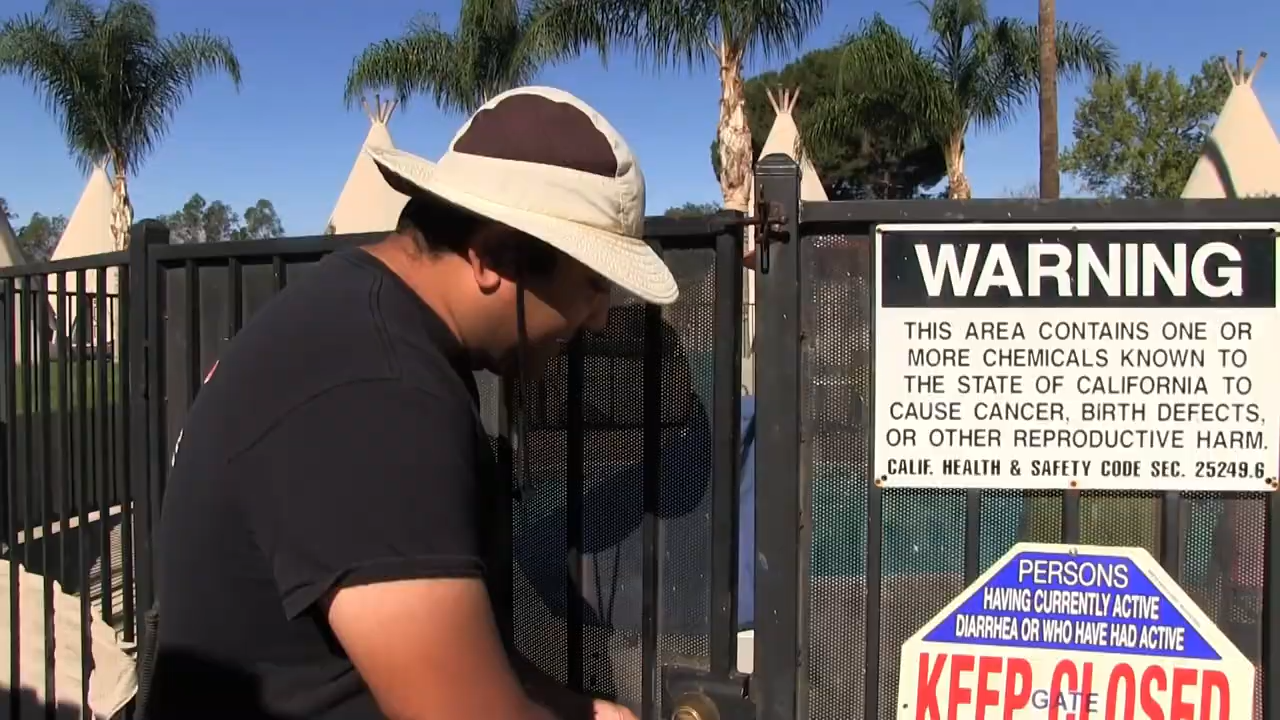 WARNING
THIS AREA CONTAINS ONE OR
MORE CHEMICALS KNOWN TO
THE STATE OF CALIFORNIA TO
CAUSE CANCER, BIRTH DEFECTS,
OR OTHER REPRODUCTIVE HARM.
CALIF. HEALTH & SAFETY CODE SEC. 25249.6
PERSONS
HAVING CURRENTLY ACTIVE
DIARRHEA OR WHO HAVE HAD ACTIVE
KEEP CLOSED
GATE